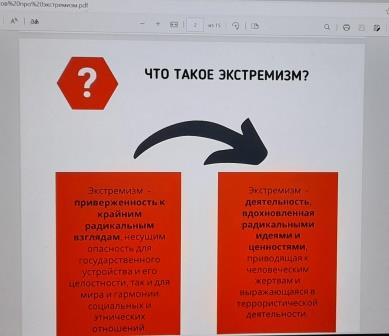 ов%20про%20экстремизм.pdf
2 из 15
?
ЧТО ТАКОЕ ЭКСТРЕМИЗМ?
Экстремизм –
приверженность к
крайним
радикальным
взглядам, несущим
опасность для
государственного
устройства и его
целостности, так и для
мира и гармонии
социальных и
этнических
отношений.
Экстремизм –
деятельность,
вдохновленная
радикальными
идеями и
ценностями,
приводящая к
человеческим
жертвам и
выражающаяся в
террористической
деятельности.